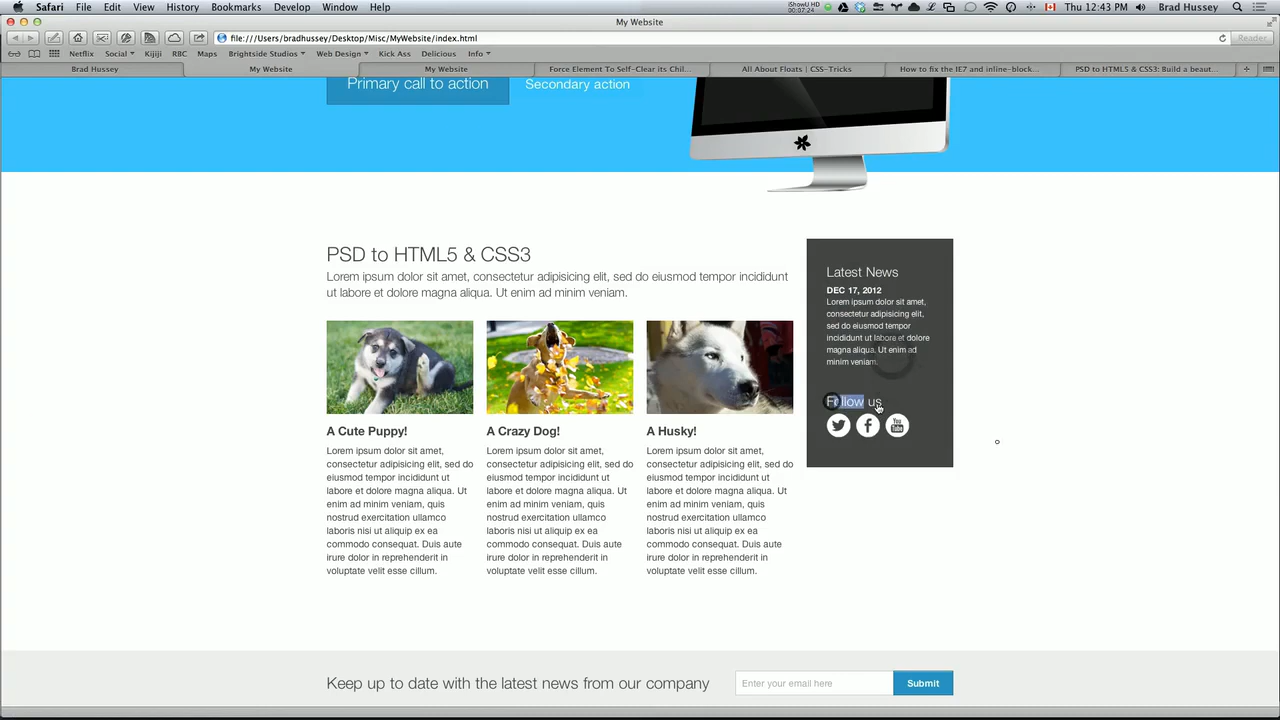 Safari File Edit View History Bookmarks Develop Window Help
iShowU HD
00:07:24
Thu 12:43 PM Brad Hussey
My Website
file:///Users/bradhussey/Desktop/Misc/MyWebsite/index.html
Reader
Netflix Social Kijiji RBC Maps Brightside Studios Web Design Kick Ass Delicious Info
Brad Hussey
My Website
My Website
Force Element To Self-Clear its Chil...
All About Floats | CSS-Tricks
How to fix the IE7 and inline-block...
PSD to HTML5 & CSS3: Build a beaut...
Primary call to action
Secondary action
PSD to HTML5 & CSS3
Lorem ipsum dolor sit amet, consectetur adipisicing elit, sed do eiusmod tempor incididunt
ut labore et dolore magna aliqua. Ut enim ad minim veniam.
A Cute Puppy!
Lorem ipsum dolor sit amet,
consectetur adipisicing elit, sed do
eiusmod tempor incididunt ut
labore et dolore magna aliqua. Ut
enim ad minim veniam, quis
nostrud exercitation ullamco
laboris nisi ut aliquip ex ea
commodo consequat. Duis aute
irure dolor in reprehenderit in
voluptate velit esse cillum.
A Crazy Dog!
Lorem ipsum dolor sit amet,
consectetur adipisicing elit, sed do
eiusmod tempor incididunt ut
labore et dolore magna aliqua. Ut
enim ad minim veniam, quis
nostrud exercitation ullamco
laboris nisi ut aliquip ex ea
commodo consequat. Duis aute
irure dolor in reprehenderit in
voluptate velit esse cillum.
A Husky!
Lorem ipsum dolor sit amet,
consectetur adipisicing elit, sed do
eiusmod tempor incididunt ut
labore et dolore magna aliqua. Ut
enim ad minim veniam, quis
nostrud exercitation ullamco
laboris nisi ut aliquip ex ea
commodo consequat. Duis aute
irure dolor in reprehenderit in
voluptate velit esse cillum.
Latest News
DEC 17, 2012
Lorem ipsum dolor sit amet,
consectetur adipisicing elit,
sed do eiusmod tempor
incididunt ut labore et dolore
magna aliqua. Ut enim ad
minim veniam.
Follow us
You
Tube
Keep up to date with the latest news from our company
Enter your email here
Submit